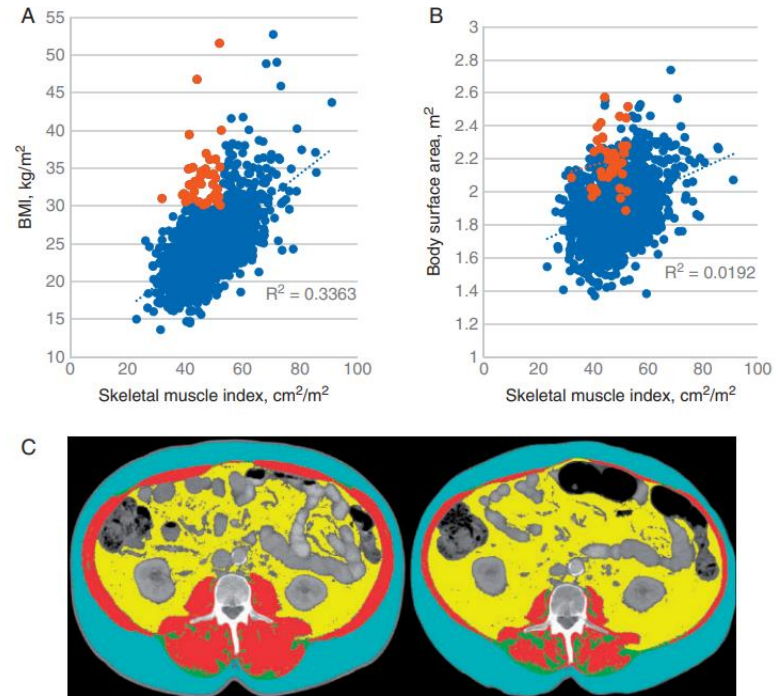 A
BMI, kg/m²
55
50
45
40
35
30
25
20
15
10
R² = 0.3363
0 20 40 60 80 100
Skeletal muscle index, cm²/m²
B
Body surface area, m²
3
2.8
2.6
2.4
2.2
2
1.8
1.6
1.4
1.2
1
R² = 0.0192
0 20 40 60 80 100
Skeletal muscle index, cm²/m²
C